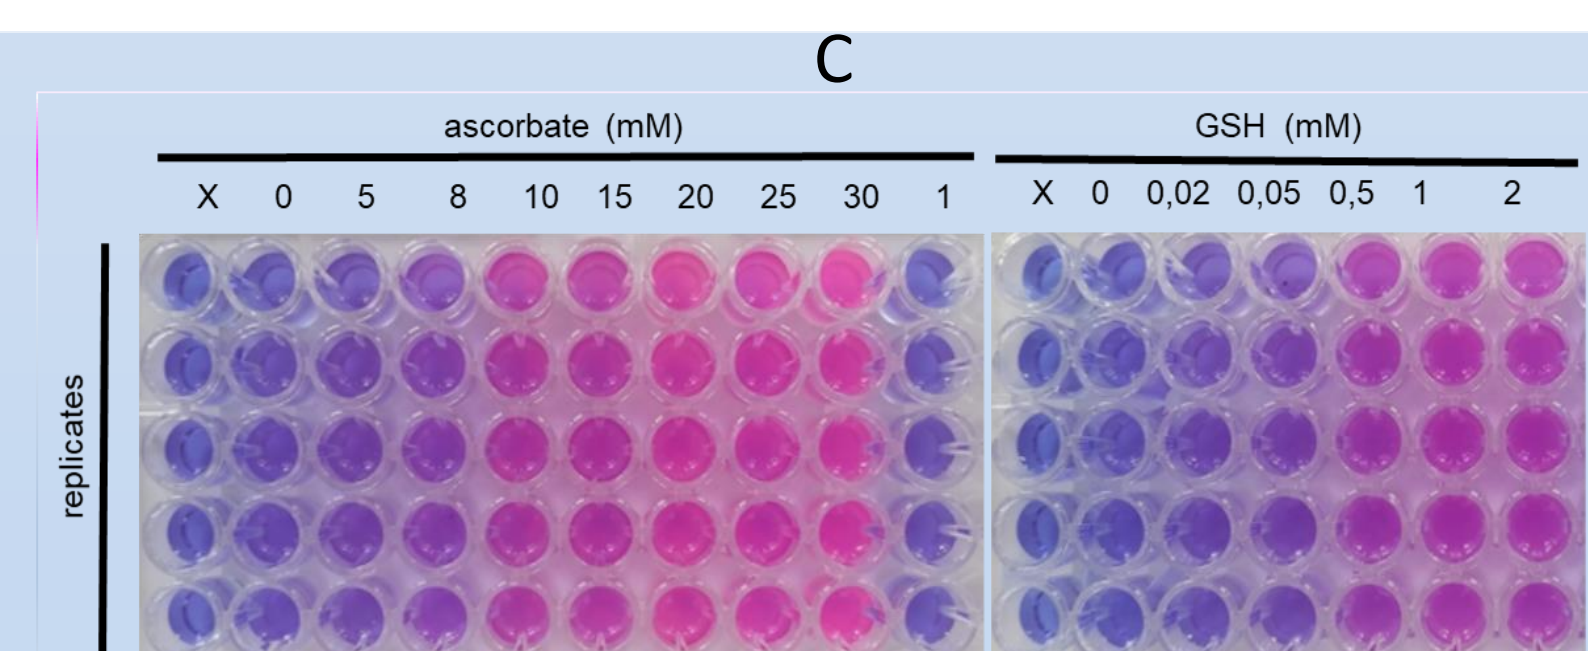 C
ascorbate (mM)
GSH (mM)
X 0 5 8 10 15 20 25 30 1
X 0 0,02 0,05 0,5 1 2
replicates